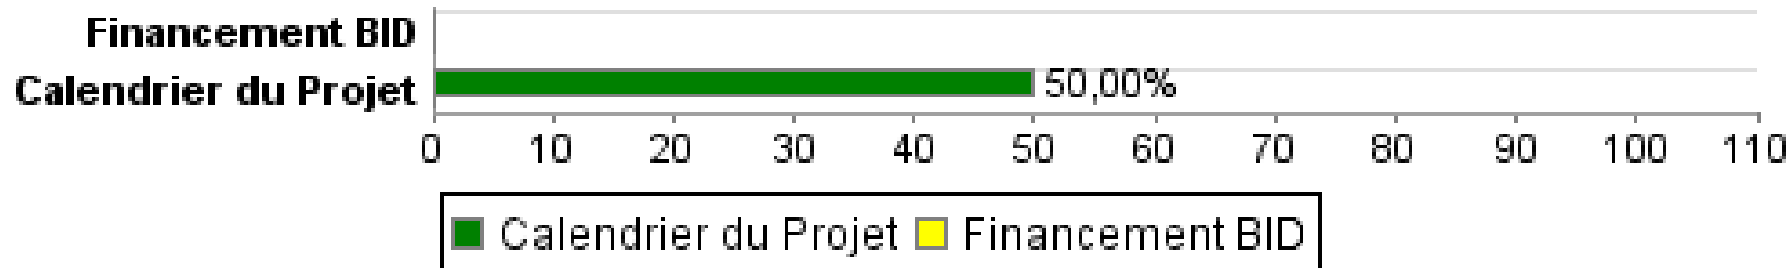 Financement BID
Calendrier du Projet
50,00%
0 10 20 30 40 50 60 70 80 90 100 110
Calendrier du Projet Financement BID